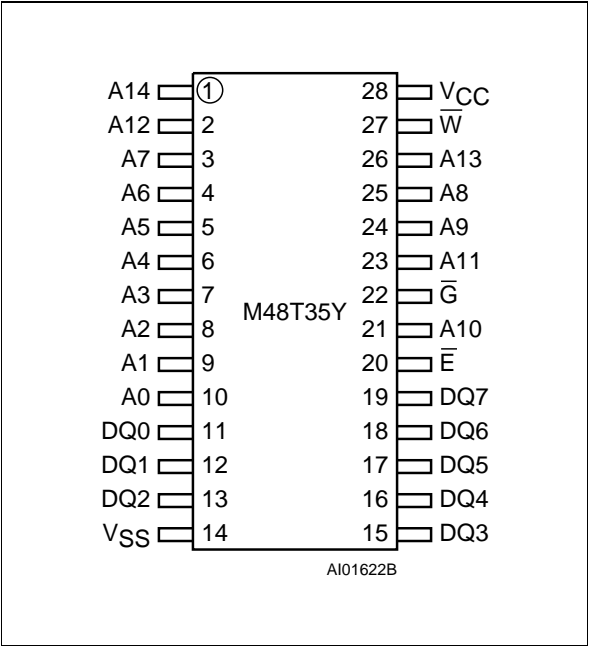 A14 1 28 VCC
A12 2 27 W̅
A7 3 26 A13
A6 4 25 A8
A5 5 24 A9
A4 6 23 A11
A3 7 22 G̅
M48T35Y
A2 8 21 A10
A1 9 20 E̅
A0 10 19 DQ7
DQ0 11 18 DQ6
DQ1 12 17 DQ5
DQ2 13 16 DQ4
VSS 14 15 DQ3
AI01622B